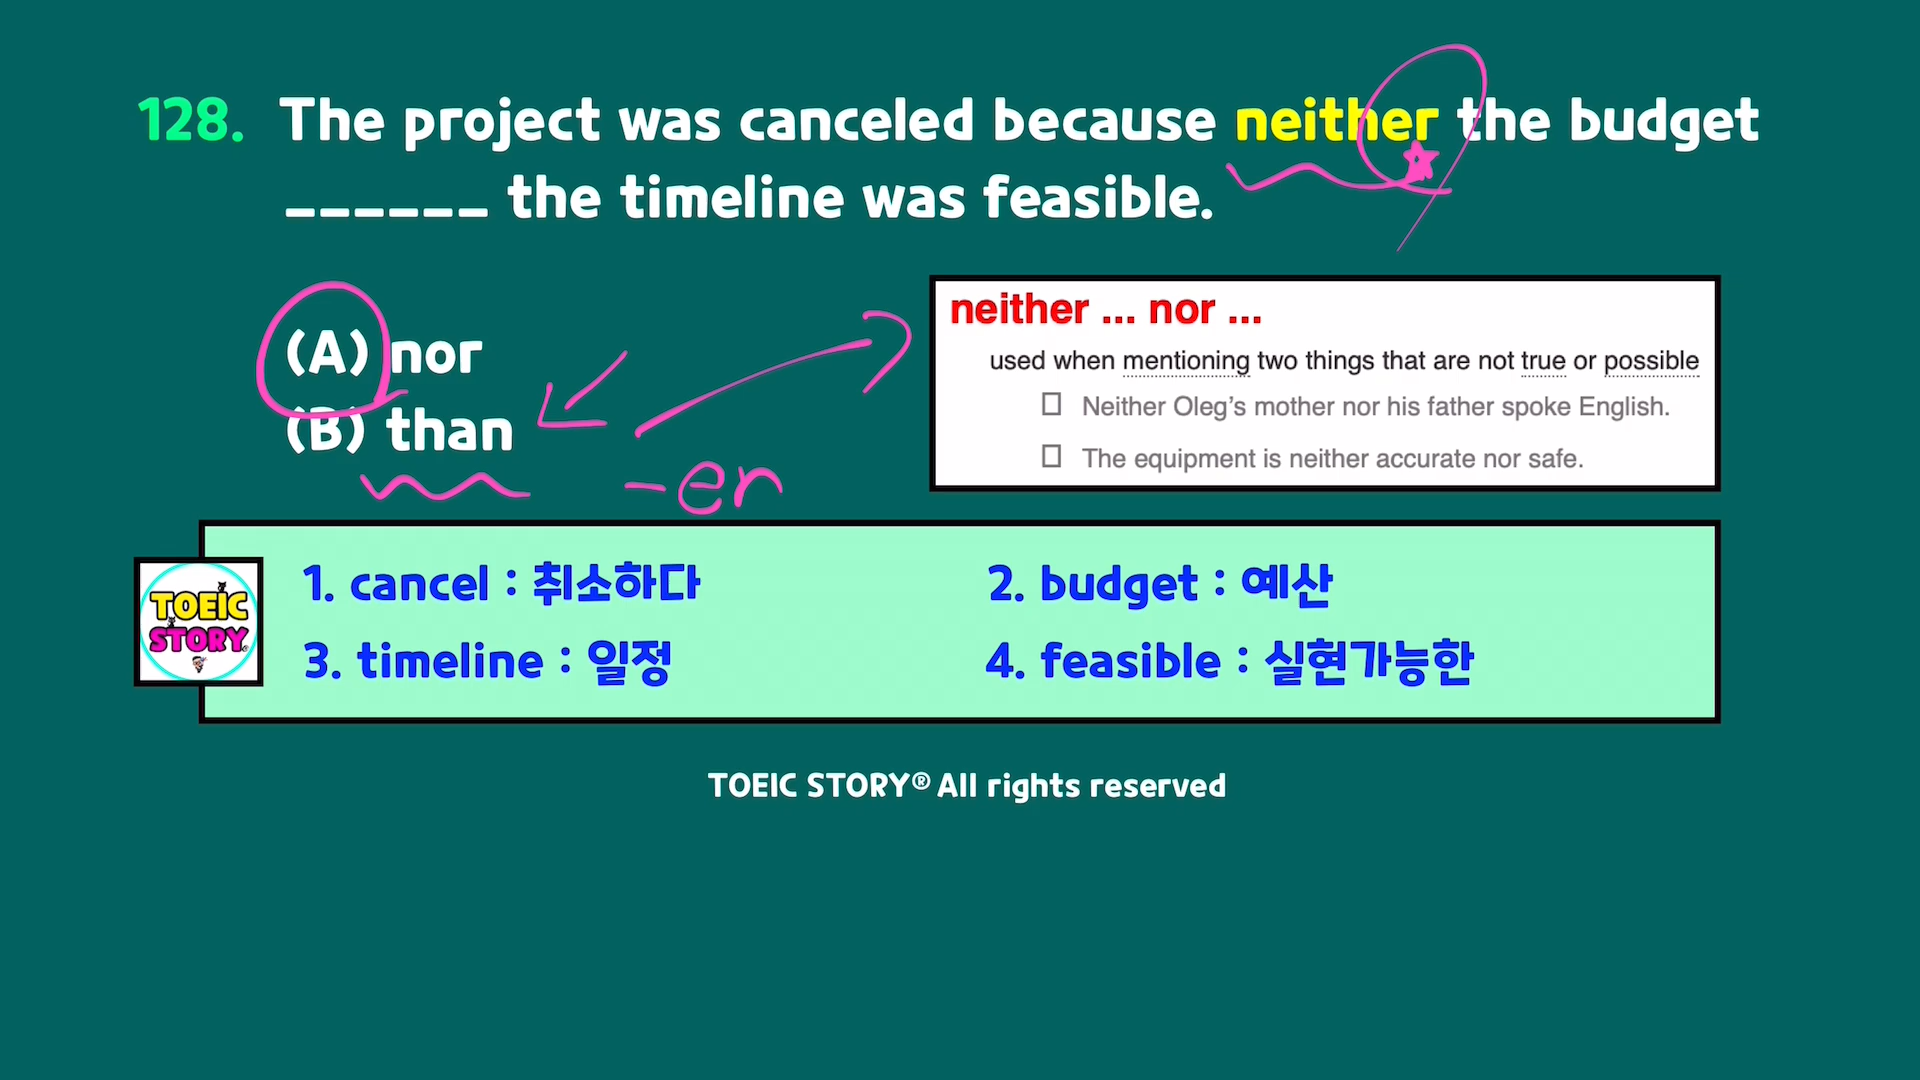 128. The project was canceled because neither the budget
______ the timeline was feasible.
(A) nor
(B) than
-er
neither ... nor ...
used when mentioning two things that are not true or possible
Neither Oleg's mother nor his father spoke English.
The equipment is neither accurate nor safe.
TOEIC
STORY
1. cancel : 취소하다
2. budget : 예산
3. timeline : 일정
4. feasible : 실현가능한
TOEIC STORY® All rights reserved